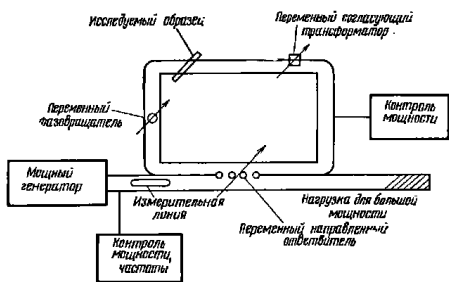 Исследуемый образец
Переменный согласующий
трансформатор
Переменный
фазовращатель
Контроль
мощности
Мощный
генератор
Измерительная
линия
Нагрузка для большой
мощности
Переменный направленный
ответвитель
Контроль
мощности,
частоты